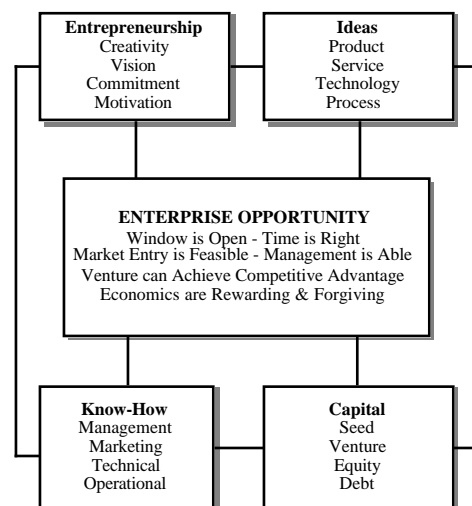 Entrepreneurship
Creativity
Vision
Commitment
Motivation
Ideas
Product
Service
Technology
Process
ENTERPRISE OPPORTUNITY
Window is Open - Time is Right
Market Entry is Feasible - Management is Able
Venture can Achieve Competitive Advantage
Economics are Rewarding & Forgiving
Know-How
Management
Marketing
Technical
Operational
Capital
Seed
Venture
Equity
Debt